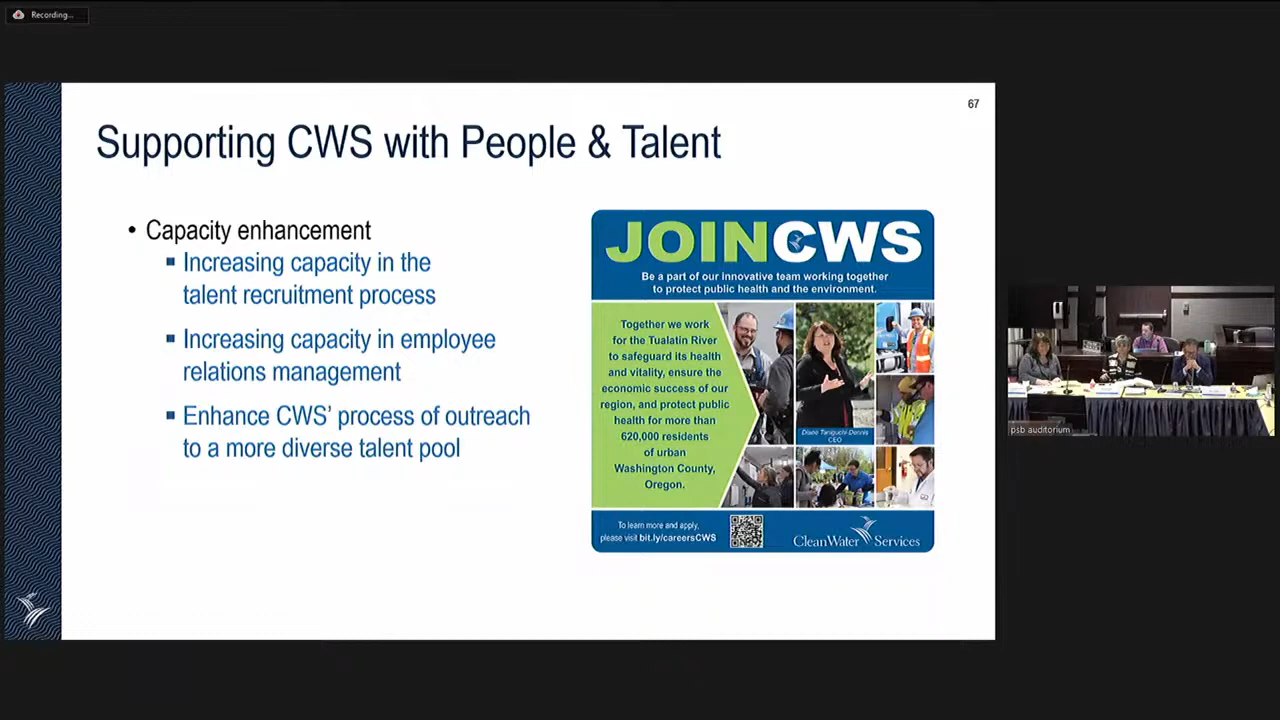 Recording...
67
Supporting CWS with People & Talent
• Capacity enhancement
▪ Increasing capacity in the
talent recruitment process
▪ Increasing capacity in employee
relations management
▪ Enhance CWS’ process of outreach
to a more diverse talent pool
JOINCWS
Be a part of our innovative team working together
to protect public health and the environment.
Together we work
for the Tualatin River
to safeguard its health
and vitality, ensure the
economic success of our
region, and protect public
health for more than
620,000 residents
of urban
Washington County,
Oregon.
Diane Taniguchi-Dennis
CEO
To learn more and apply,
please visit bit.ly/careersCWS
CleanWater Services
psb auditorium